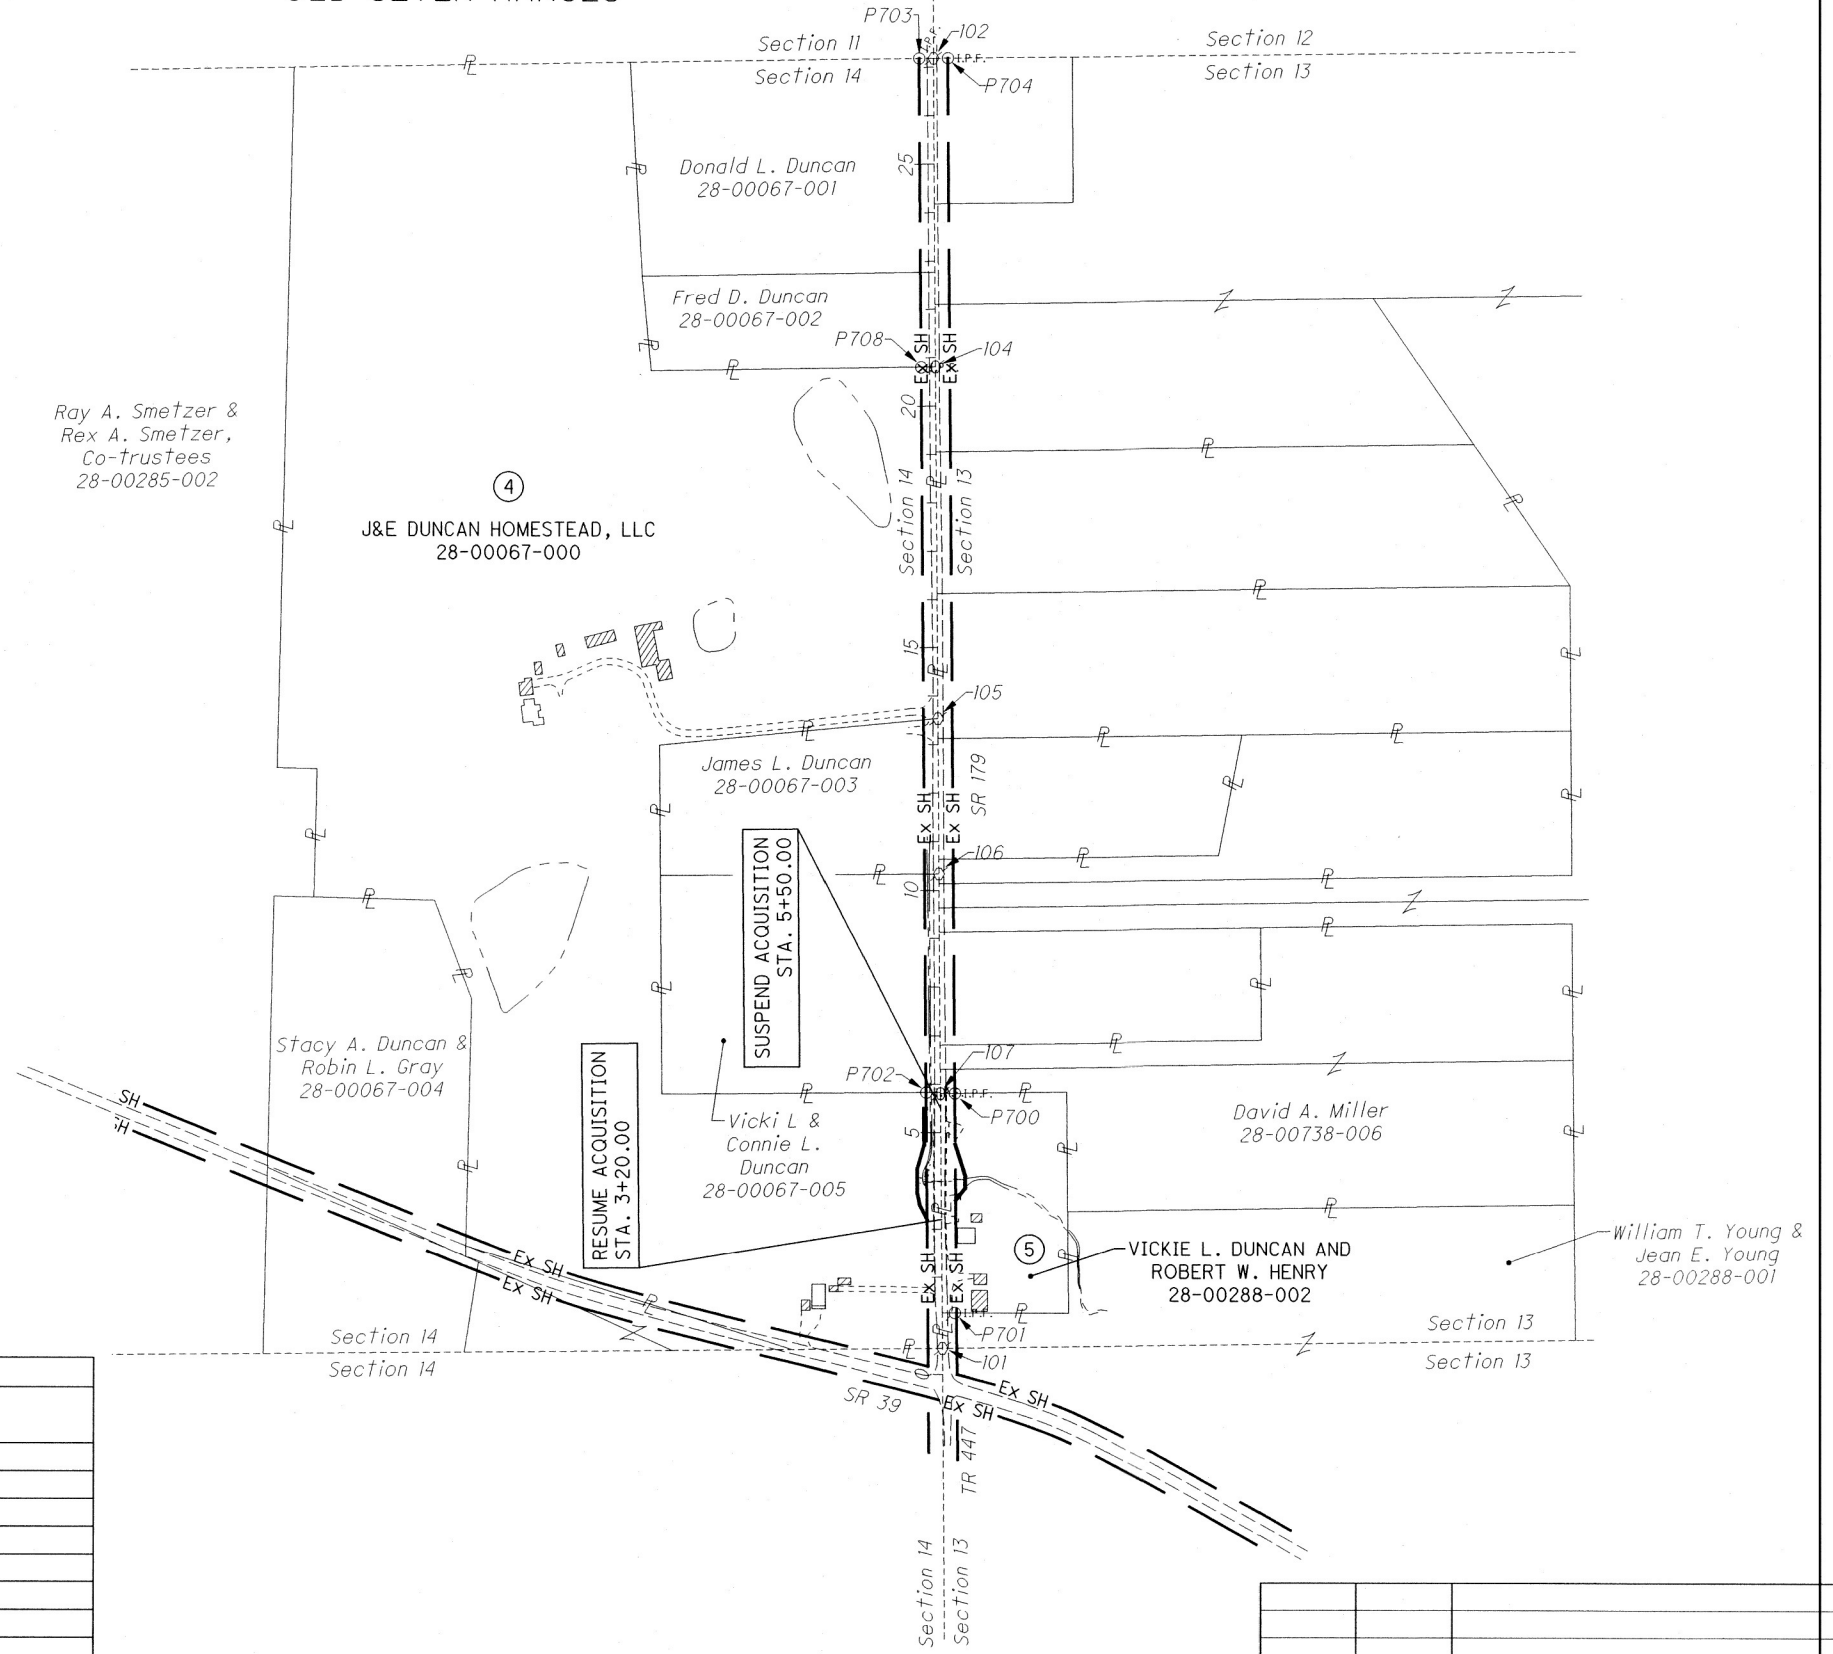 P703
102
I.P.F.
Section 11
Section 12
Section 14
Section 13
P704
25
Donald L. Duncan
28-00067-001
Fred D. Duncan
28-00067-002
P708
Ex SH
Ex SH
104
20
Ray A. Smetzer &
Rex A. Smetzer,
Co-trustees
28-00285-002
4
J&E DUNCAN HOMESTEAD, LLC
28-00067-000
Section 14
Section 13
15
105
James L. Duncan
28-00067-003
SR 179
Ex SH
Ex SH
SUSPEND ACQUISITION
STA. 5+50.00
106
10
Stacy A. Duncan &
Robin L. Gray
28-00067-004
RESUME ACQUISITION
STA. 3+20.00
P702
107
I.P.F.
P700
5
Vicki L &
Connie L.
Duncan
28-00067-005
David A. Miller
28-00738-006
SH
SH
Ex SH
Ex SH
Ex SH
Ex SH
5
VICKIE L. DUNCAN AND
ROBERT W. HENRY
28-00288-002
William T. Young &
Jean E. Young
28-00288-001
I.P.F.
P701
101
0
Section 14
Section 14
Section 13
Section 13
SR 39
Ex SH
Ex SH
TR 447
Section 14
Section 13